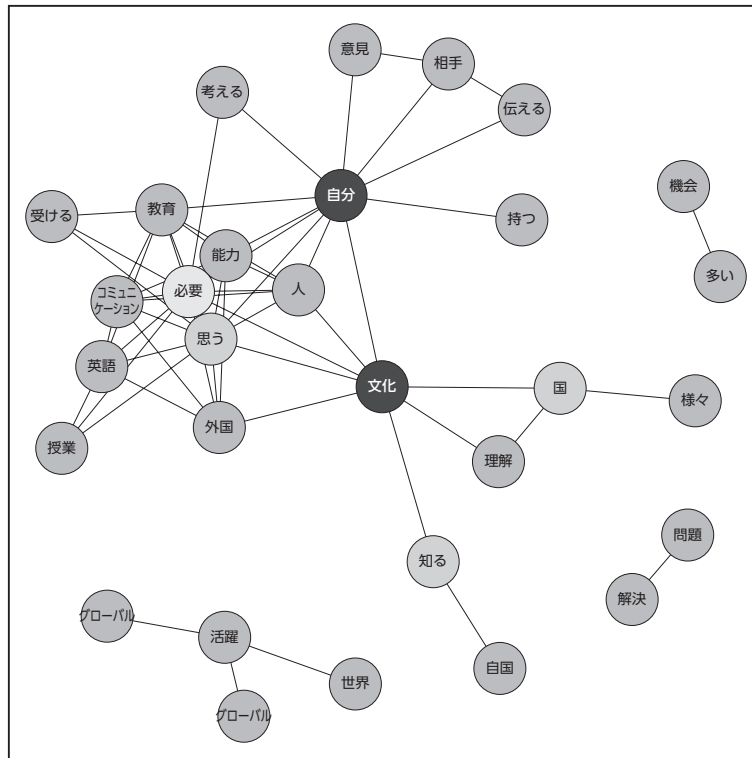 意見
相手
考える
伝える
自分
機会
受ける
教育
持つ
能力
多い
必要
人
コミュニ
ケーション
思う
英語
文化
国
様々
外国
授業
理解
問題
知る
解決
グローバル
活躍
自国
世界
グローバル